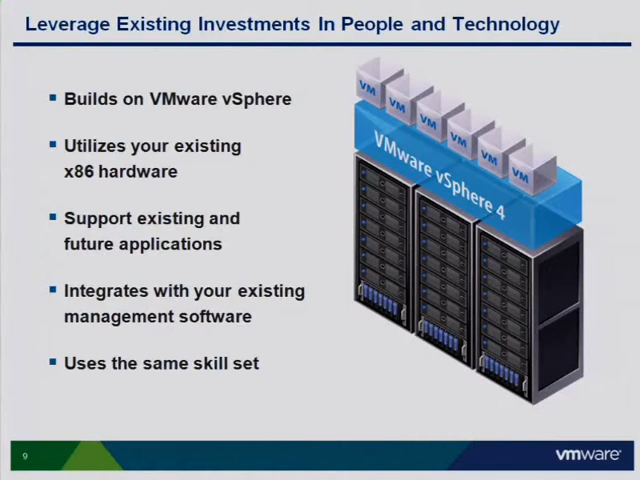 Leverage Existing Investments In People and Technology
Builds on VMware vSphere
Utilizes your existing
x86 hardware
Support existing and
future applications
Integrates with your existing
management software
Uses the same skill set
VM
VM
VM
VM
VM
VM
VMware vSphere 4
9
vmware